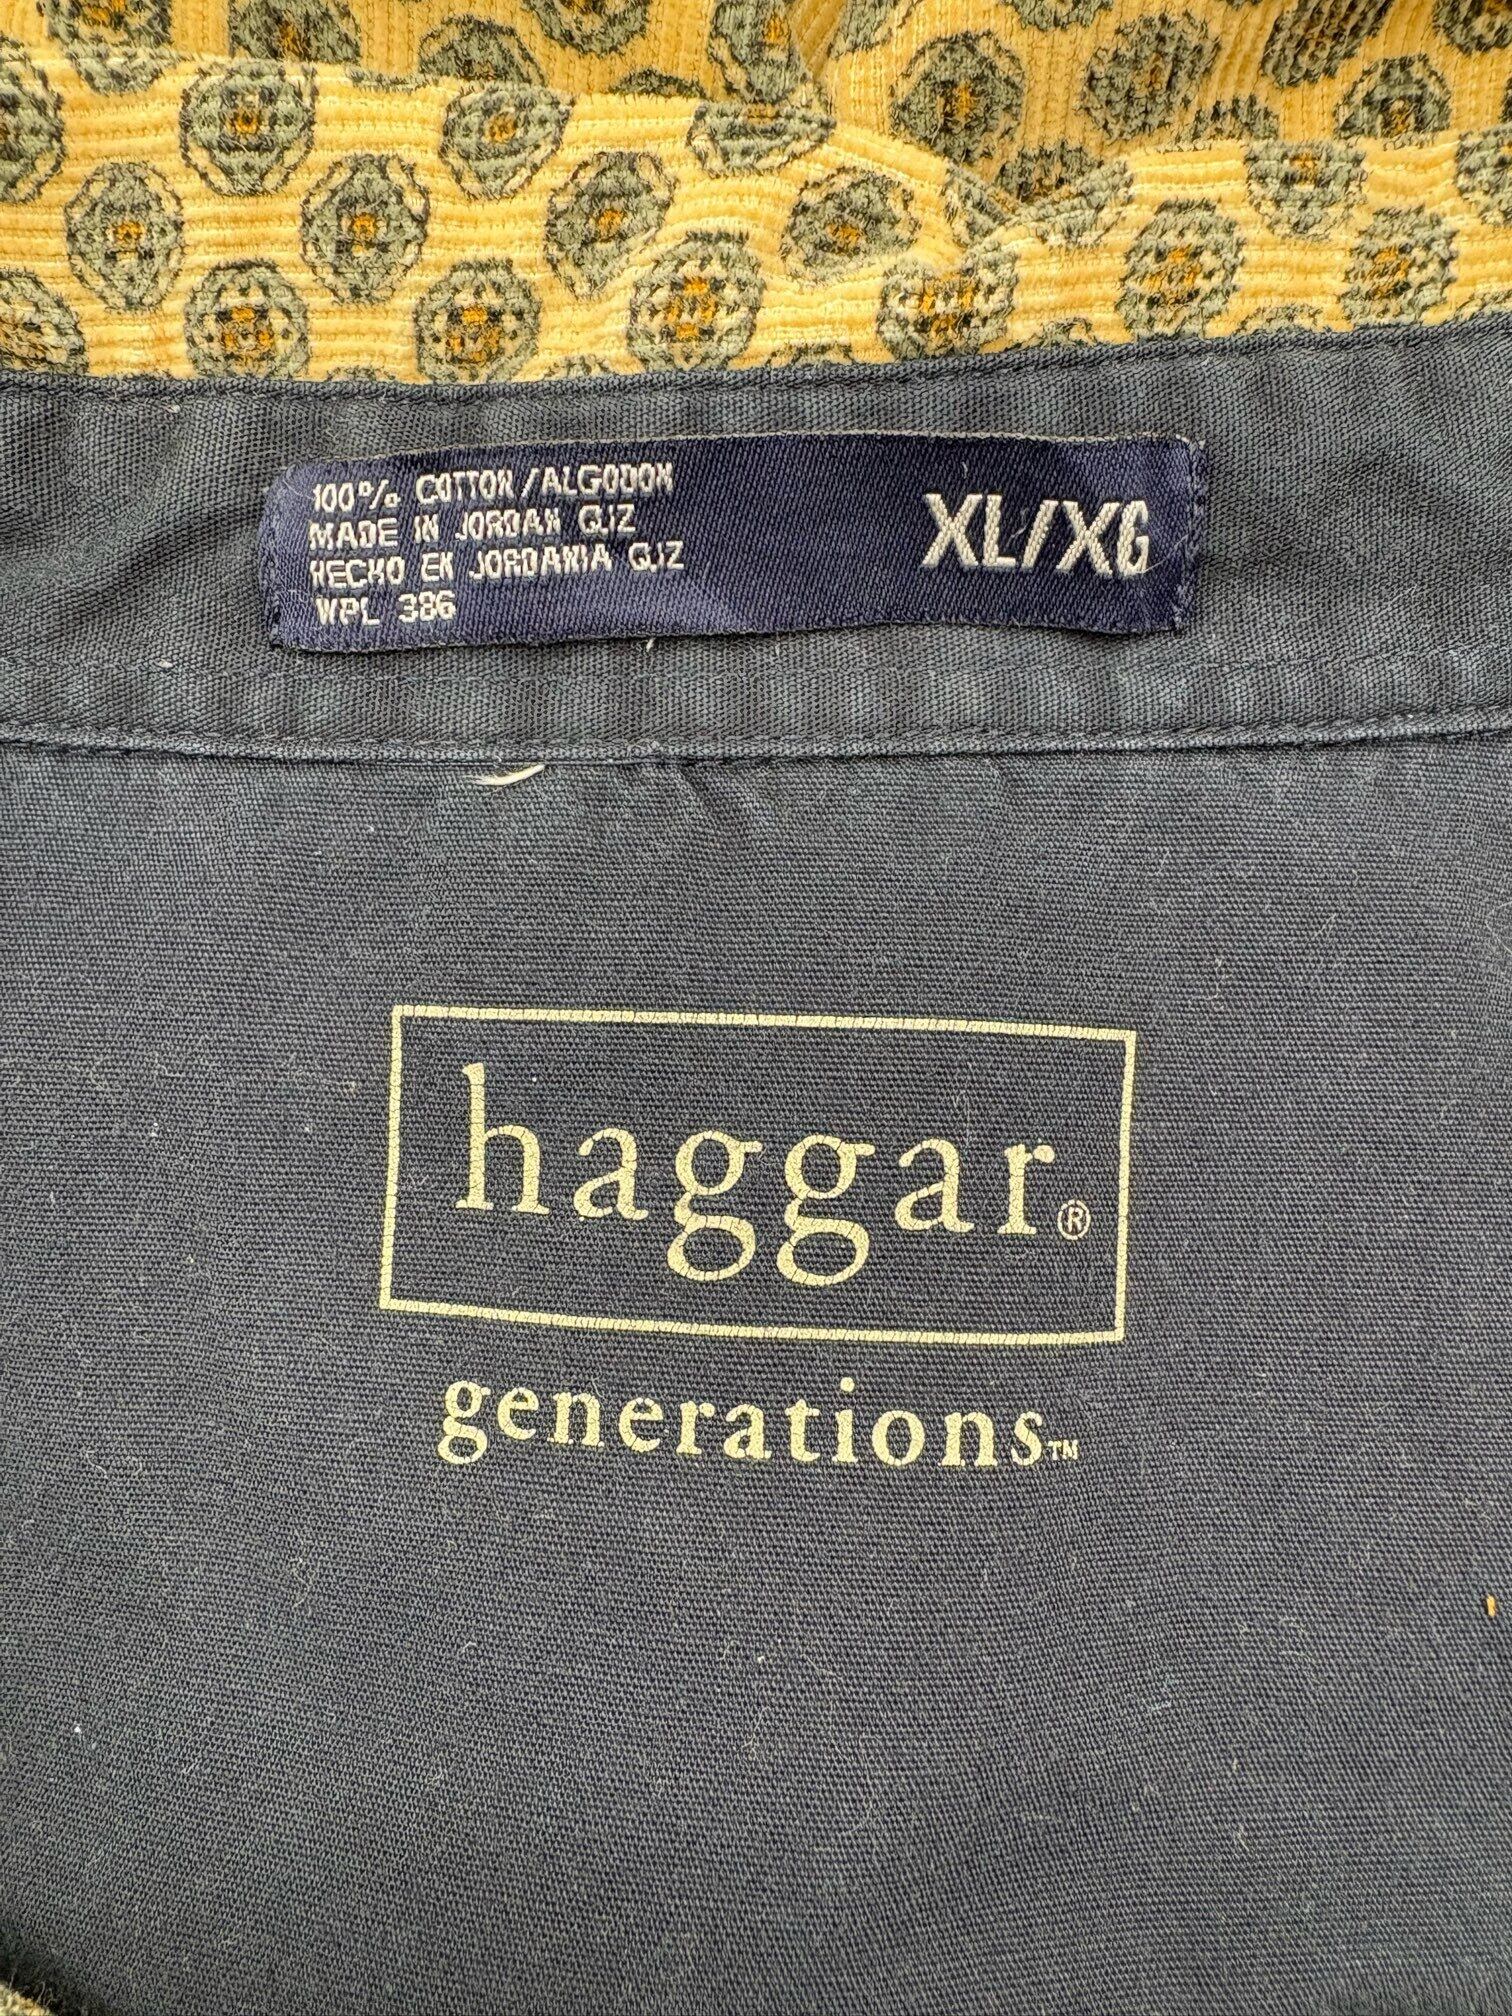 100% COTTON/ALGODON
MADE IN JORDAN QIZ
HECHO EN JORDANIA QIZ
WPL 386
XL/XG
haggar®
generations™